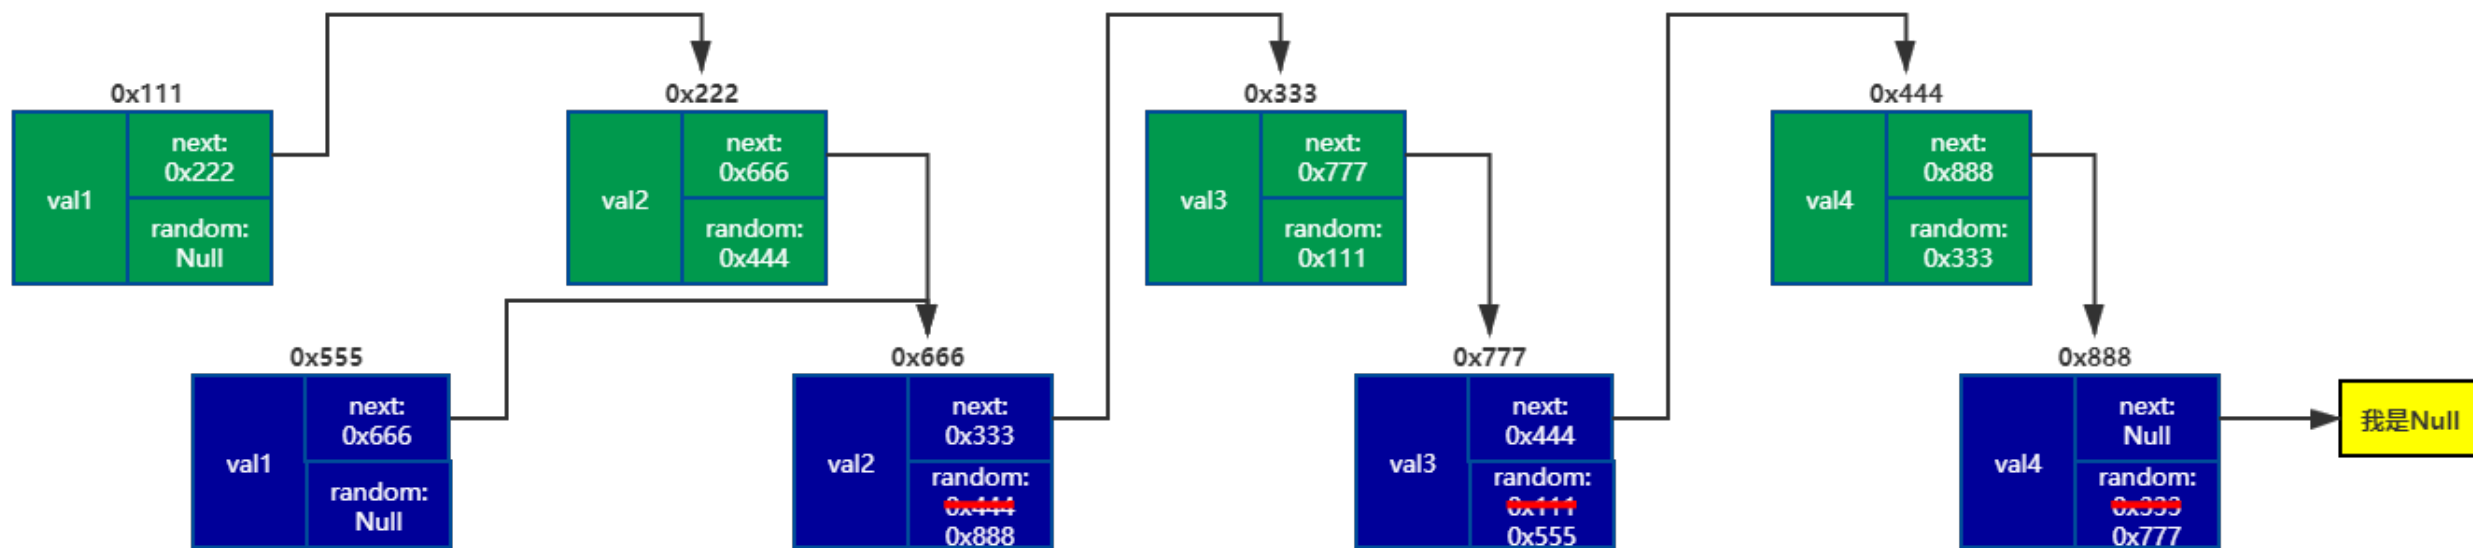 0x111
val1
next:
0x222
random:
Null
0x222
val2
next:
0x666
random:
0x444
0x333
val3
next:
0x777
random:
0x111
0x444
val4
next:
0x888
random:
0x333
0x555
val1
next:
0x666
random:
Null
0x666
val2
next:
0x333
random:
0x444
0x888
0x777
val3
next:
0x444
random:
0x111
0x555
0x888
val4
next:
Null
random:
0x333
0x777
我是Null